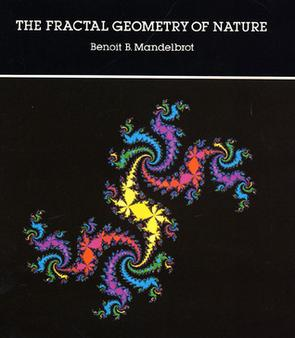 THE FRACTAL GEOMETRY OF NATURE
Benoit B. Mandelbrot